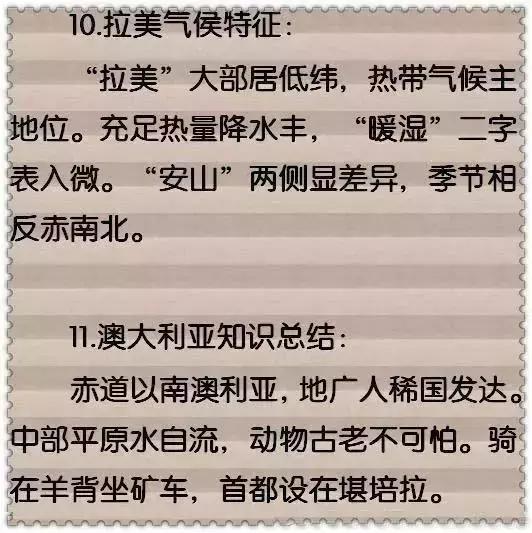 10.拉美气侯特征：
“拉美”大部居低纬，热带气候主
地位。充足热量降水丰，“暖湿”二字
表入微。“安山”两侧显差异，季节相
反赤南北。
11.澳大利亚知识总结：
赤道以南澳利亚，地广人稀国发达。
中部平原水自流，动物古老不可怕。骑
在羊背坐矿车，首都设在堪培拉。